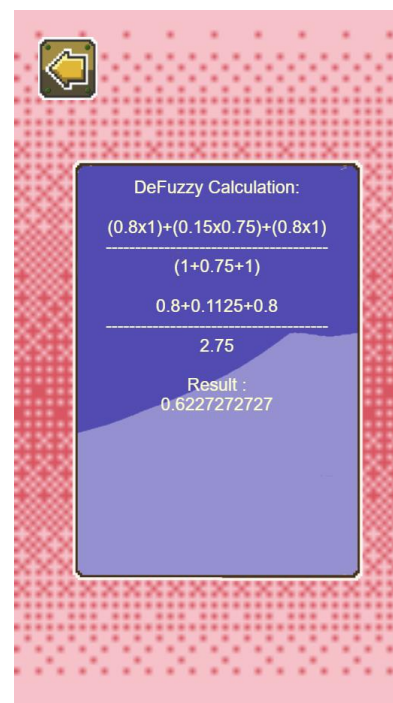 DeFuzzy Calculation:
(0.8x1)+(0.15x0.75)+(0.8x1)
-------------------------------------
(1+0.75+1)
0.8+0.1125+0.8
-------------------------------------
2.75
Result :
0.6227272727